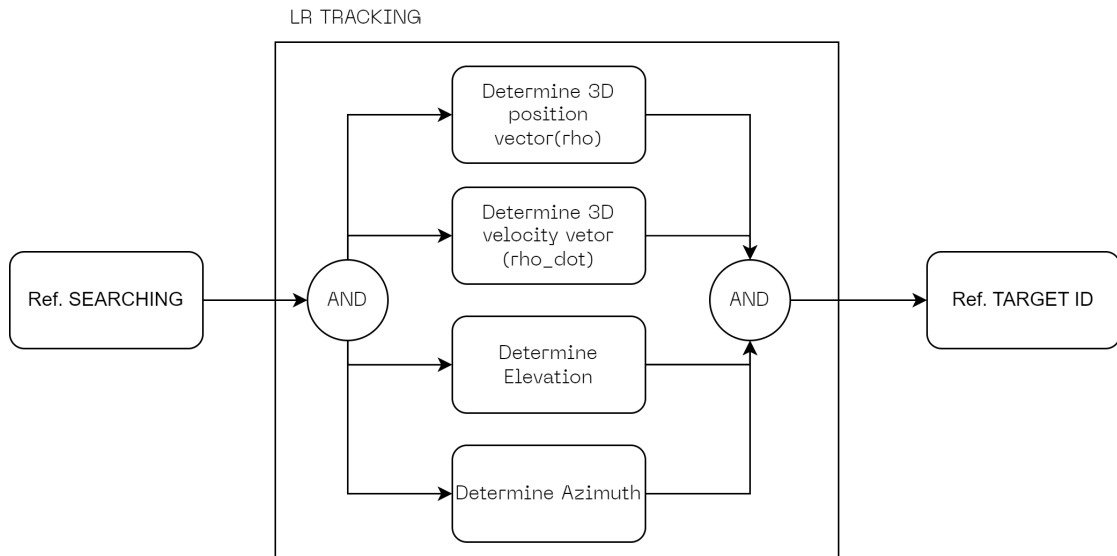 LR TRACKING
Determine 3D
position
vector(rho)
Determine 3D
velocity vetor
(rho_dot)
Ref. SEARCHING
AND
AND
Ref. TARGET ID
Determine
Elevation
Determine Azimuth